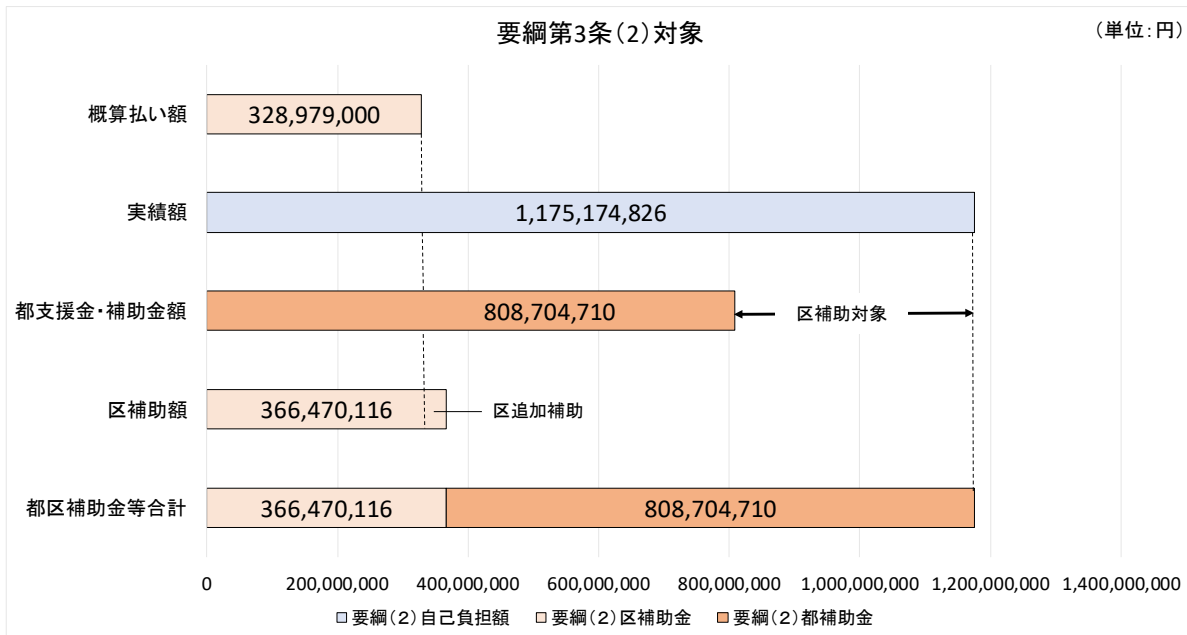 要綱第3条(2)対象
(単位:円)
概算払い額
328,979,000
実績額
1,175,174,826
都支援金・補助金額
808,704,710
区補助対象
区補助額
366,470,116
区追加補助
都区補助金等合計
366,470,116
808,704,710
0 200,000,000 400,000,000 600,000,000 800,000,000 1,000,000,000 1,200,000,000 1,400,000,000
要綱(2)自己負担額 要綱(2)区補助金 要綱(2)都補助金